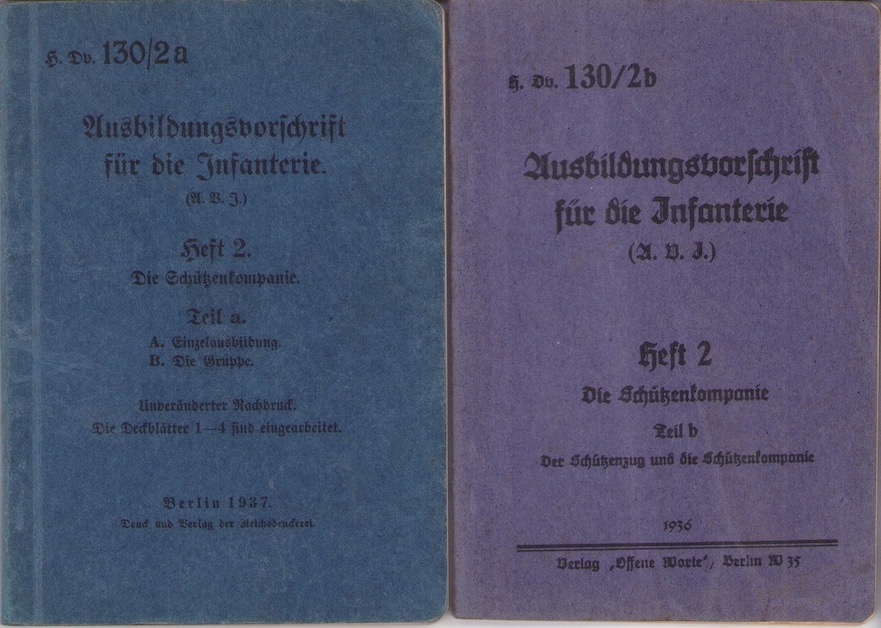 H. Dv. 130/2a
Ausbildungsvorschrift
für die Infanterie.
(A. V. I.)
Heft 2.
Die Schützenkompanie.
Teil a.
A. Einzelausbildung.
B. Die Gruppe.
Unveränderter Nachdruck.
Die Deckblätter 1—4 sind eingearbeitet.
Berlin 1937.
Druck und Verlag der Reichsdruckerei.
H. Dv. 130/2b
Ausbildungsvorschrift
für die Infanterie
(A. V. I.)
Heft 2
Die Schützenkompanie
Teil b
Der Schützenzug und die Schützenkompanie
1936
Verlag „Offene Worte“, Berlin W 35